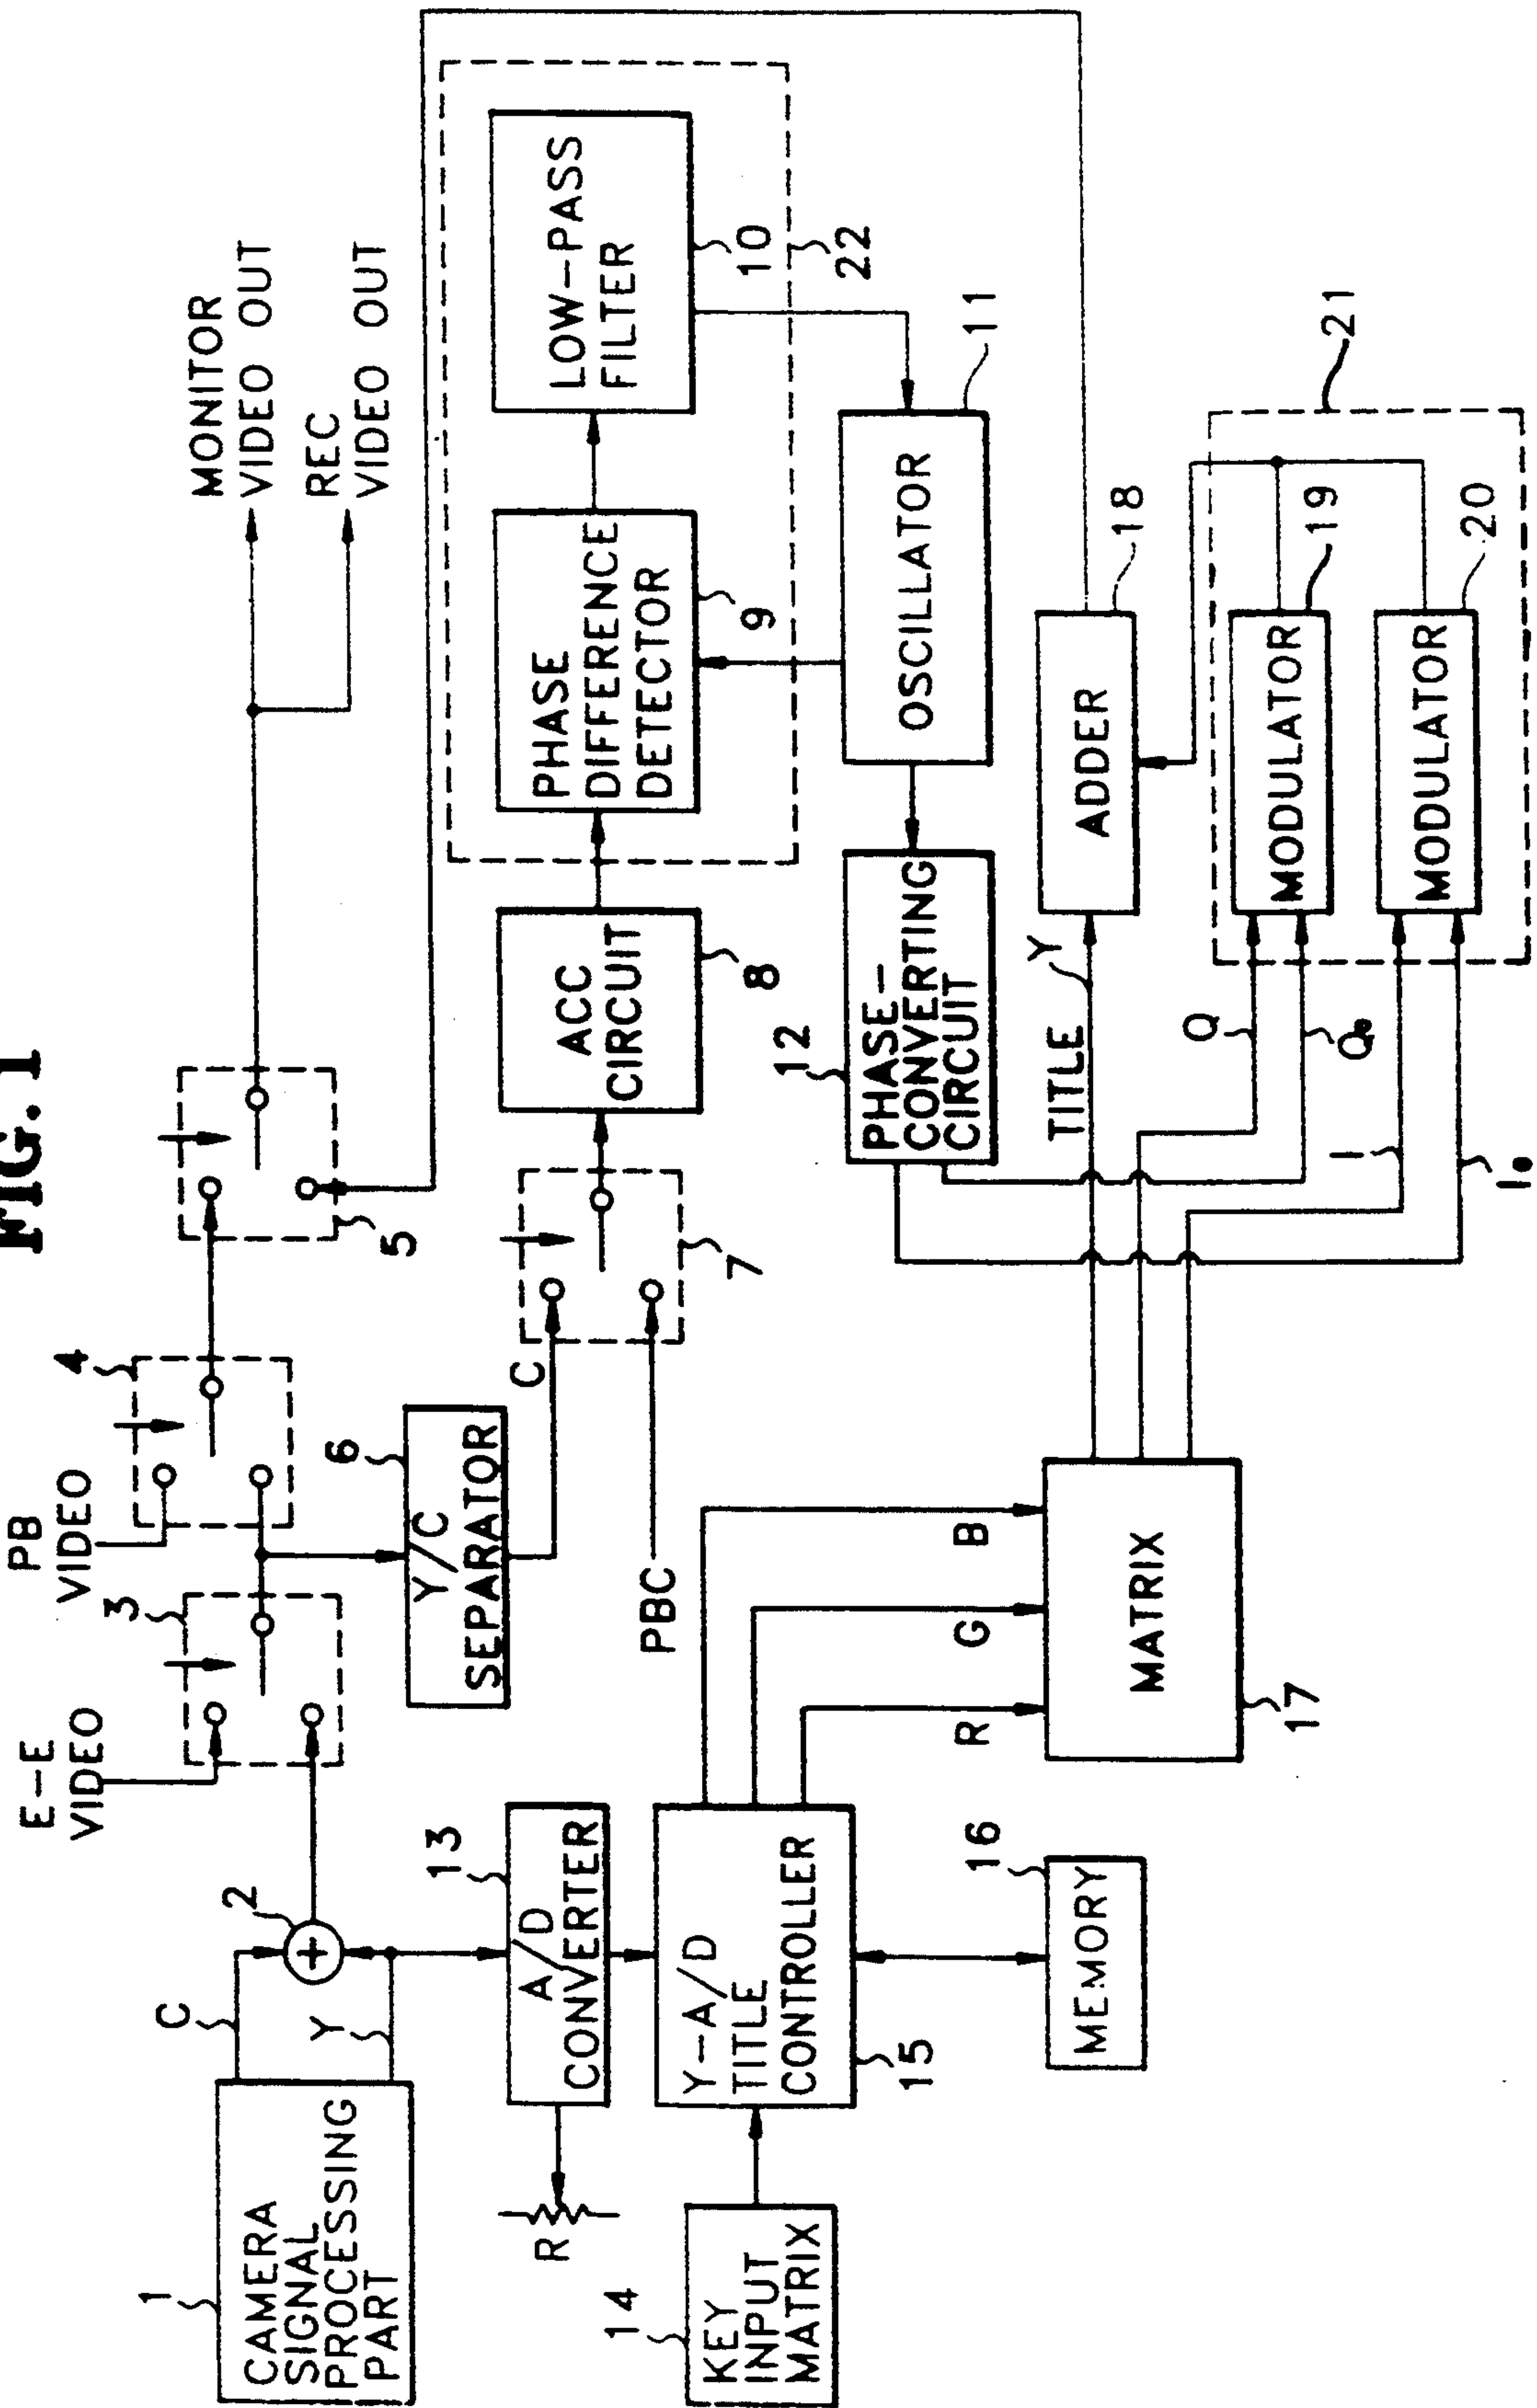 FIG. 1
E-E
VIDEO
PB
VIDEO
MONITOR
VIDEO OUT
REC
VIDEO OUT
1
CAMERA
SIGNAL
PROCESSING
PART
C
Y
2
3
4
5
6
Y/C
SEPARATOR
C
PBC
7
ACC
CIRCUIT
8
PHASE
DIFFERENCE
DETECTOR
9
LOW-PASS
FILTER
10
22
OSCILLATOR
11
12
PHASE-
CONVERTING
CIRCUIT
13
A/D
CONVERTER
R
14
KEY
INPUT
MATRIX
Y-A/D
TITLE
CONTROLLER
15
16
MEMORY
R
G
B
MATRIX
17
TITLE
Y
ADDER
18
Q
Q0
I
I0
MODULATOR
19
MODULATOR
20
21